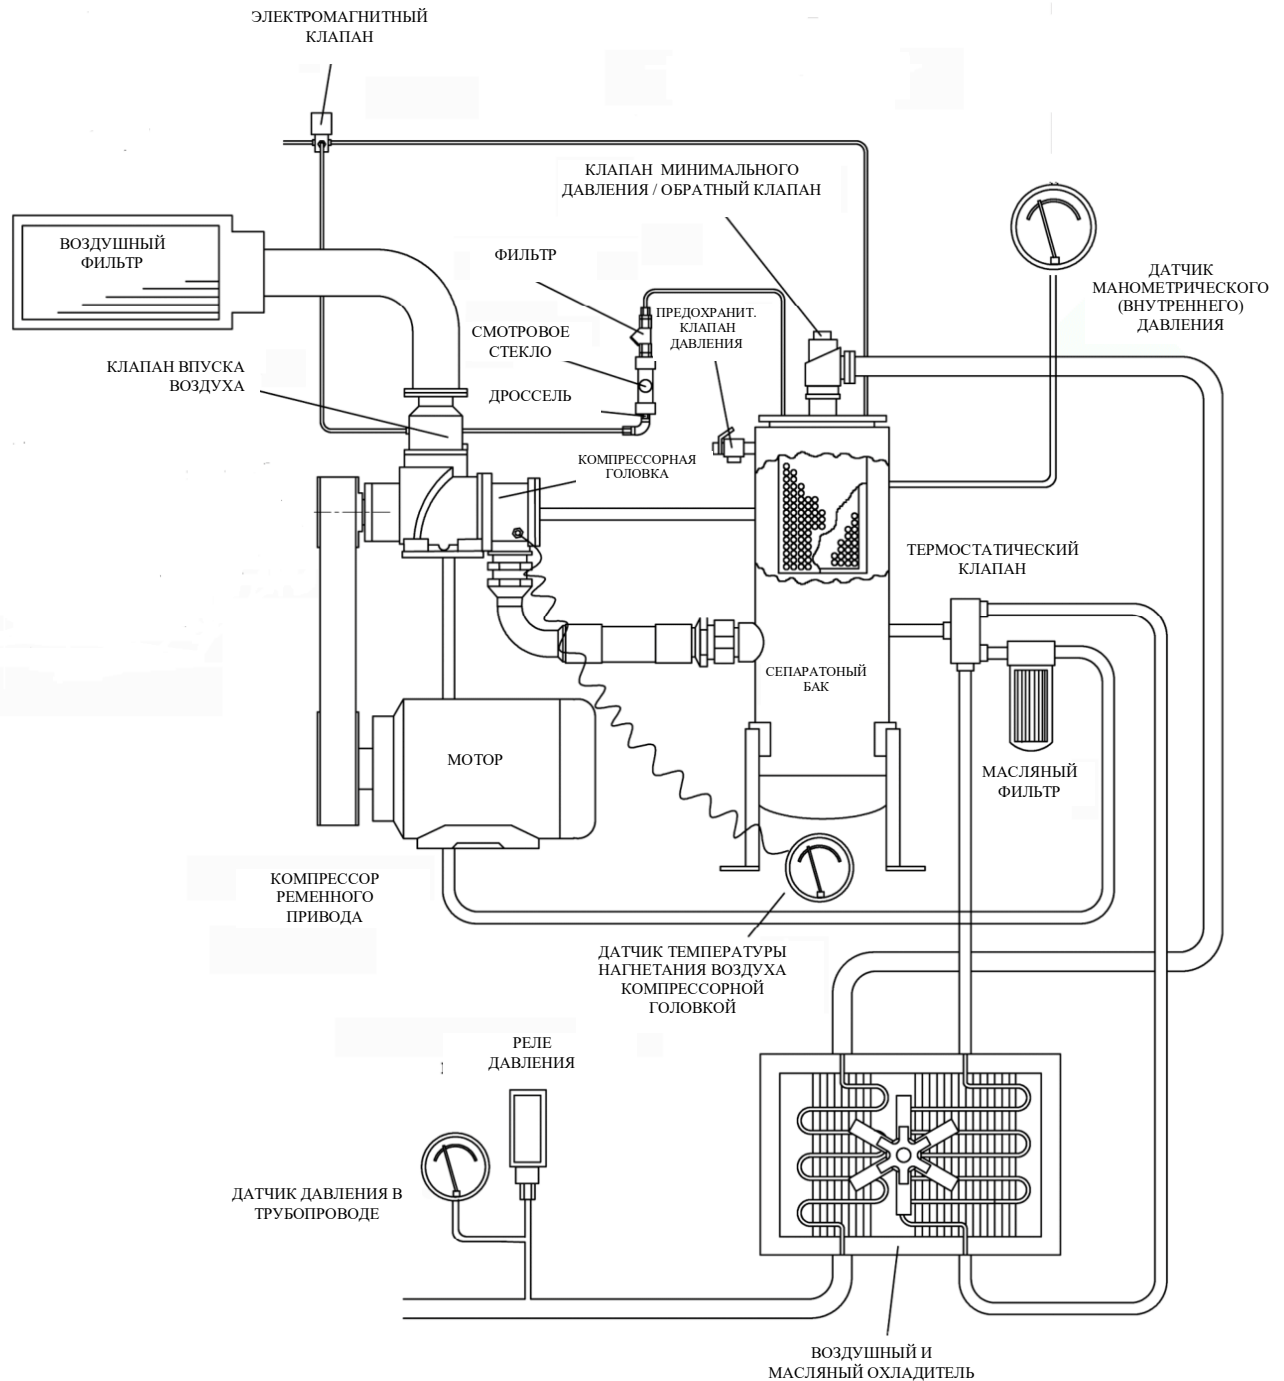 ЭЛЕКТРОМАГНИТНЫЙ
КЛАПАН
КЛАПАН МИНИМАЛЬНОГО
ДАВЛЕНИЯ / ОБРАТНЫЙ КЛАПАН
ВОЗДУШНЫЙ
ФИЛЬТР
ФИЛЬТР
ДАТЧИК
МАНОМЕТРИЧЕСКОГО
(ВНУТРЕННЕГО)
ДАВЛЕНИЯ
ПРЕДОХРАНИТ.
КЛАПАН
ДАВЛЕНИЯ
СМОТРОВОЕ
СТЕКЛО
КЛАПАН ВПУСКА
ВОЗДУХА
ДРОССЕЛЬ
КОМПРЕССОРНАЯ
ГОЛОВКА
ТЕРМОСТАТИЧЕСКИЙ
КЛАПАН
СЕПАРАТОНЫЙ
БАК
МОТОР
МАСЛЯНЫЙ
ФИЛЬТР
КОМПРЕССОР
РЕМЕННОГО
ПРИВОДА
ДАТЧИК ТЕМПЕРАТУРЫ
НАГНЕТАНИЯ ВОЗДУХА
КОМПРЕССОРНОЙ
ГОЛОВКОЙ
РЕЛЕ
ДАВЛЕНИЯ
ДАТЧИК ДАВЛЕНИЯ В
ТРУБОПРОВОДЕ
ВОЗДУШНЫЙ И
МАСЛЯНЫЙ ОХЛАДИТЕЛЬ